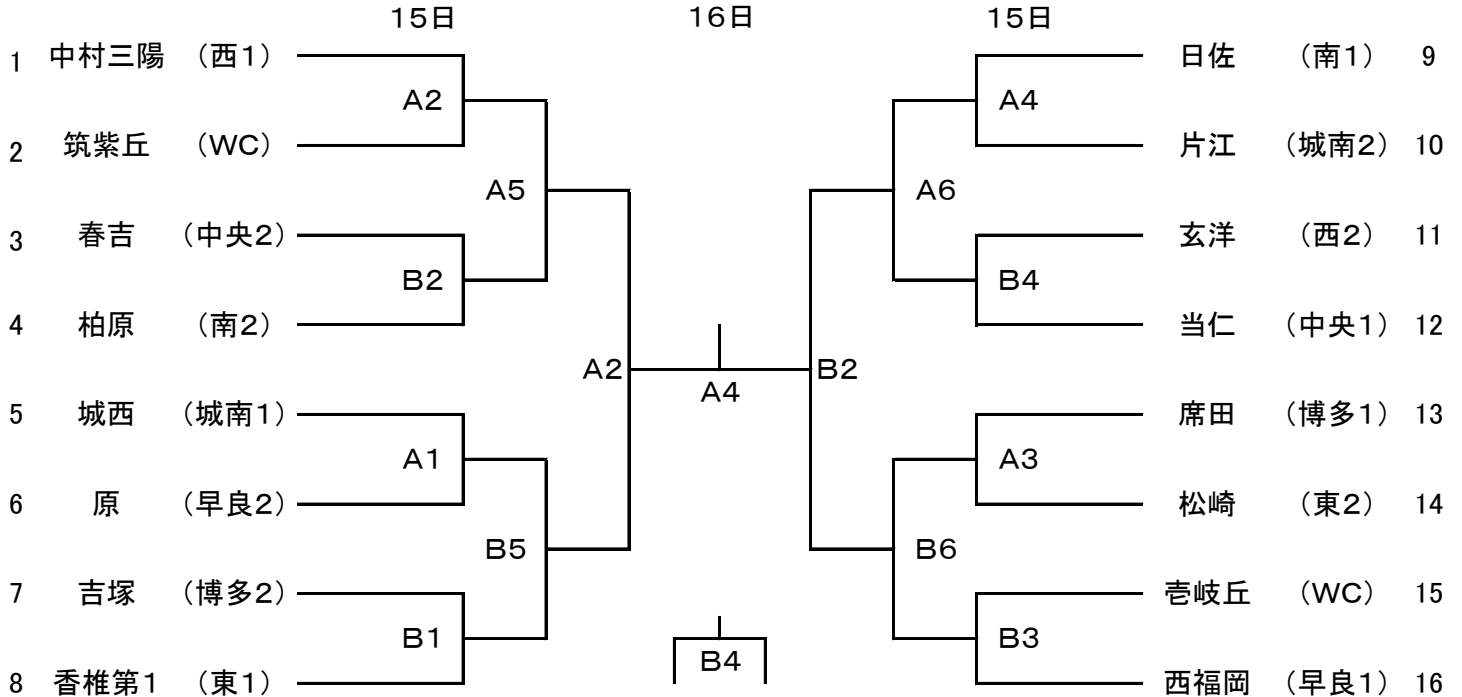 15日 16日 15日
1 中村三陽 （西1） 日佐 （南1） 9
A2 A4
2 筑紫丘 （WC） 片江 （城南2） 10
A5 A6
3 春吉 （中央2） 玄洋 （西2） 11
B2 B4
4 柏原 （南2） 当仁 （中央1） 12
A2 A4 B2
5 城西 （城南1） 席田 （博多1） 13
A1 A3
6 原 （早良2） 松崎 （東2） 14
B5 B6
7 吉塚 （博多2） 壱岐丘 （WC） 15
B1 B4 B3
8 香椎第1 （東1） 西福岡 （早良1） 16